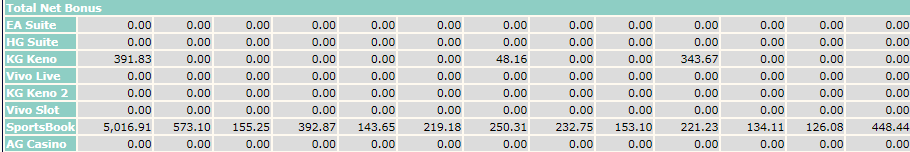 Total Net Bonus
EA Suite 0.00 0.00 0.00 0.00 0.00 0.00 0.00 0.00 0.00 0.00 0.00 0.00 0.00
HG Suite 0.00 0.00 0.00 0.00 0.00 0.00 0.00 0.00 0.00 0.00 0.00 0.00 0.00
KG Keno 391.83 0.00 0.00 0.00 0.00 0.00 48.16 0.00 0.00 343.67 0.00 0.00 0.00
Vivo Live 0.00 0.00 0.00 0.00 0.00 0.00 0.00 0.00 0.00 0.00 0.00 0.00 0.00
KG Keno 2 0.00 0.00 0.00 0.00 0.00 0.00 0.00 0.00 0.00 0.00 0.00 0.00 0.00
Vivo Slot 0.00 0.00 0.00 0.00 0.00 0.00 0.00 0.00 0.00 0.00 0.00 0.00 0.00
SportsBook 5,016.91 573.10 155.25 392.87 143.65 219.18 250.31 232.75 153.10 221.23 134.11 126.08 448.44
AG Casino 0.00 0.00 0.00 0.00 0.00 0.00 0.00 0.00 0.00 0.00 0.00 0.00 0.00